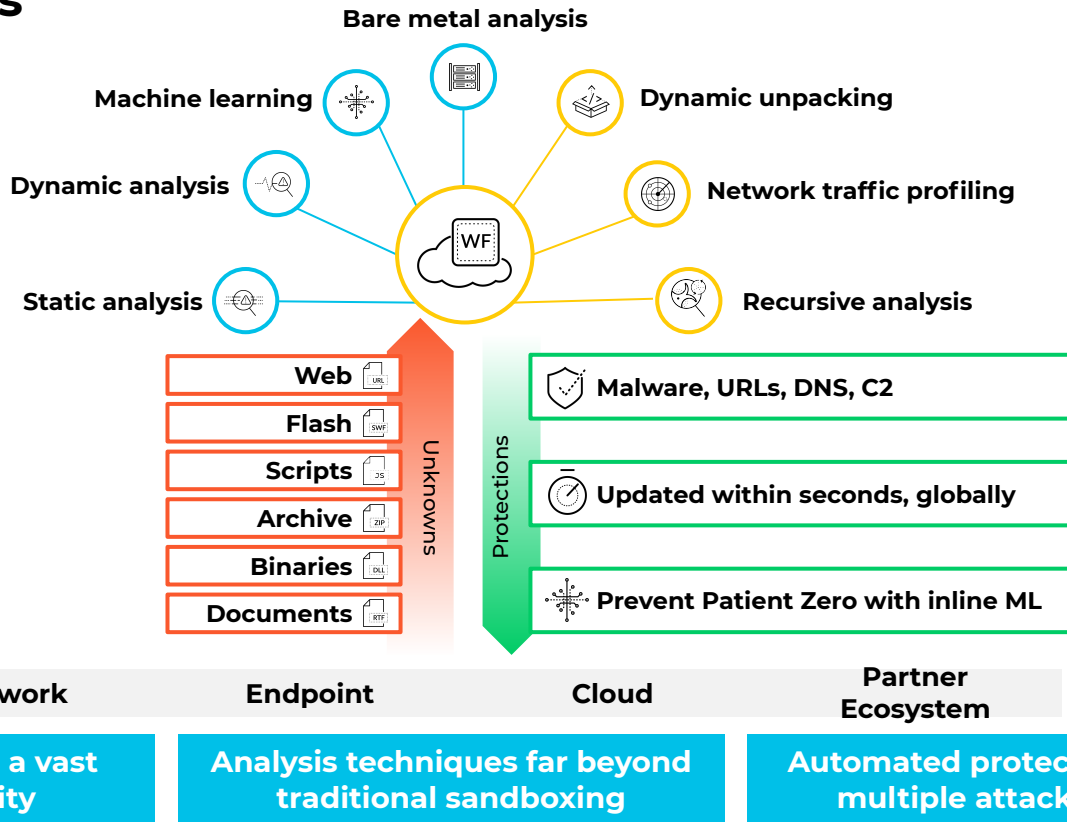 s
Bare metal analysis
Machine learning
Dynamic unpacking
Dynamic analysis
Network traffic profiling
WF
Static analysis
Recursive analysis
Web URL
Flash SWF
Scripts JS
Archive ZIP
Binaries DLL
Documents RTF
Unknowns
Protections
Malware, URLs, DNS, C2
Updated within seconds, globally
Prevent Patient Zero with inline ML
work
Endpoint
Cloud
Partner
Ecosystem
a vast
ity
Analysis techniques far beyond
traditional sandboxing
Automated protec
multiple attack